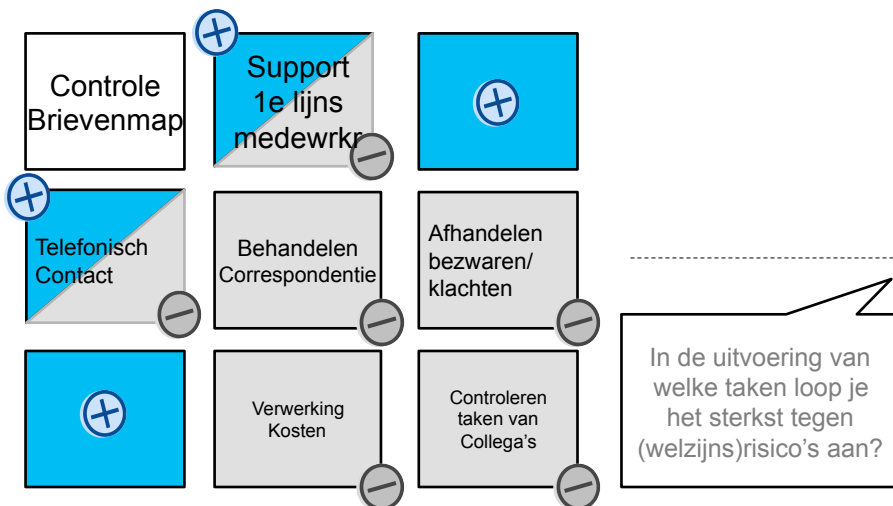 Controle
Brievenmap
Support
1e lijns
medewrkr
Telefonisch
Contact
Behandelen
Correspondentie
Afhandelen
bezwaren/
klachten
Verwerking
Kosten
Controleren
taken van
Collega's
In de uitvoering van
welke taken loop je
het sterkst tegen
(welzijns)risico's aan?